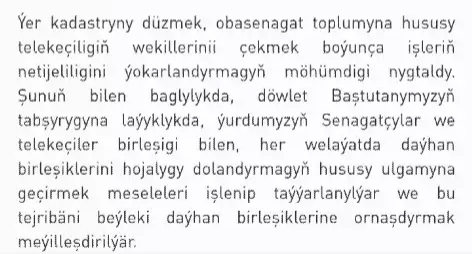 Ýer kadastryny düzmek, obasenagat toplumyna hususy
telekeçiligiň wekillerinii çekmek boýunça işleriň
netijeliligini ýokarlandyrmagyň möhümdigi nygtaldy.
Şunuň bilen baglylykda, döwlet Baştutanymyzyň
tabşyrygyna laýyklykda, ýurdumyzyň Senagatçylar we
telekeçiler birleşigi bilen, her welaýatda daýhan
birleşiklerini hojalygy dolandyrmagyň hususy ulgamyna
geçirmek meseleleri işlenip taýýarlanylýar we bu
tejribäni beýleki daýhan birleşiklerine ornaşdyrmak
meýilleşdirilýär.